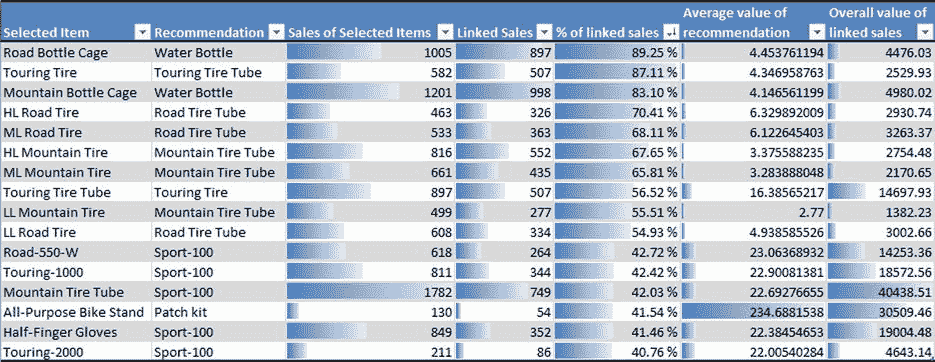 Selected Item Recommendation Sales of Selected Items Linked Sales % of linked sales Average value of recommendation Overall value of linked sales
Road Bottle Cage Water Bottle 1005 897 89.25 % 4.453761194 4476.03
Touring Tire Touring Tire Tube 582 507 87.11 % 4.346958763 2529.93
Mountain Bottle Cage Water Bottle 1201 998 83.10 % 4.146561199 4980.02
HL Road Tire Road Tire Tube 463 326 70.41 % 6.329892009 2930.74
ML Road Tire Road Tire Tube 533 363 68.11 % 6.122645403 3263.37
HL Mountain Tire Mountain Tire Tube 816 552 67.65 % 3.375588235 2754.48
ML Mountain Tire Mountain Tire Tube 661 435 65.81 % 3.283888048 2170.65
Touring Tire Tube Touring Tire 897 507 56.52 % 16.38565217 14697.93
LL Mountain Tire Mountain Tire Tube 499 277 55.51 % 2.77 1382.23
LL Road Tire Road Tire Tube 608 334 54.93 % 4.938585526 3002.66
Road-550-W Sport-100 618 264 42.72 % 23.06368932 14253.36
Touring-1000 Sport-100 811 344 42.42 % 22.90081381 18572.56
Mountain Tire Tube Sport-100 1782 749 42.03 % 22.69276655 40438.51
All-Purpose Bike Stand Patch kit 130 54 41.54 % 234.6881538 30509.46
Half-Finger Gloves Sport-100 849 352 41.46 % 22.38454653 19004.48
Touring-2000 Sport-100 211 86 40.76 % 22.00540284 4643.14